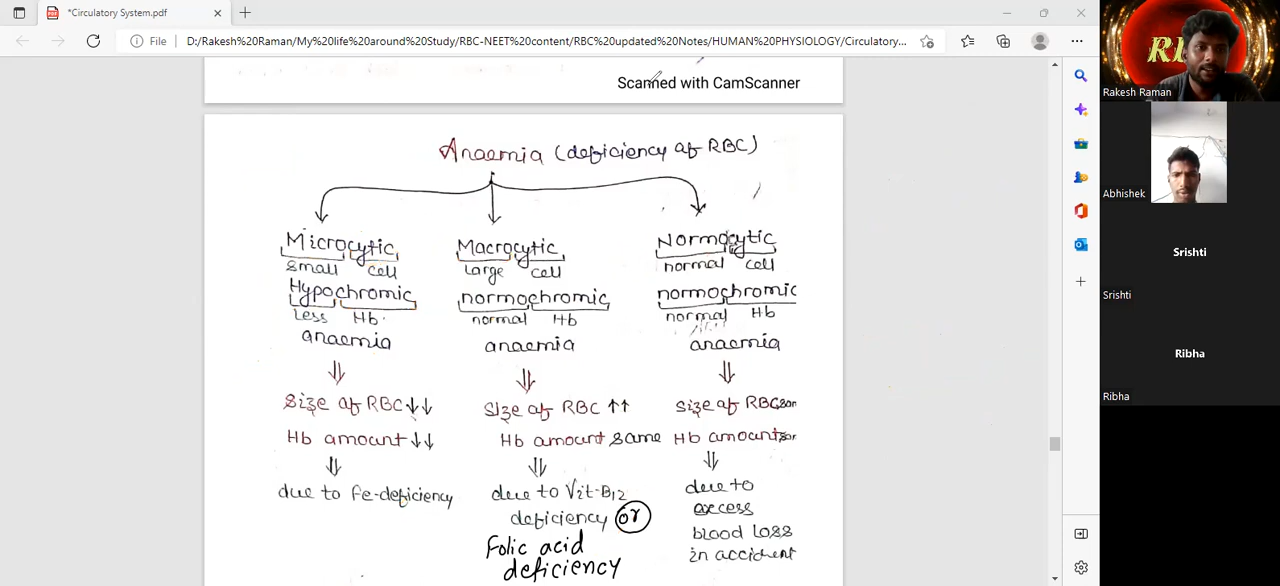 *Circulatory System.pdf
File
D:/Rakesh%20Raman/My%20life%20around%20Study/RBC-NEET%20content/RBC%20updated%20Notes/HUMAN%20PHYSIOLOGY/Circulatory...
Scanned with CamScanner
Anaemia (deficiency of RBC)
Microcytic
small cell
Hypochromic
less Hb
anaemia
Size of RBC ↓↓
Hb amount ↓↓
due to Fe-deficiency
Macrocytic
large cell
normochromic
normal Hb
anaemia
Size of RBC ↑↑
Hb amount same
due to Vit-B12
deficiency or
Folic acid
deficiency
Normocytic
normal cell
normochromic
normal Hb
anaemia
Size of RBC
Hb amount
due to
excess
blood loss
in accident
Rakesh Raman
Abhishek
Srishti
Srishti
Ribha
Ribha